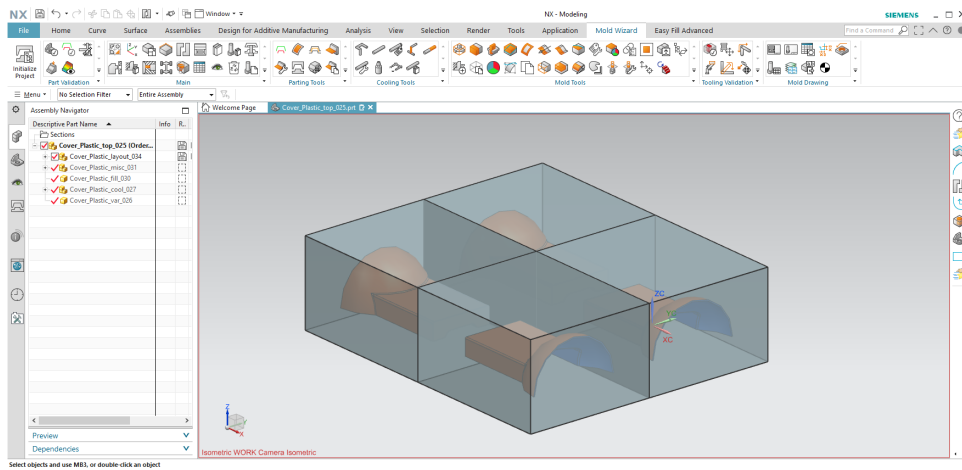 NX
Window
NX - Modeling
SIEMENS
File Home Curve Surface Assemblies Design for Additive Manufacturing Analysis View Selection Render Tools Application Mold Wizard Easy Fill Advanced
Find a Command
Initialize
Project
Part Validation Main Parting Tools Cooling Tools Mold Tools Tooling Validation Mold Drawing
Menu No Selection Filter Entire Assembly
Assembly Navigator
Welcome Page Cover_Plastic_top_025.prt
Descriptive Part Name Info R..
Sections
Cover_Plastic_top_025 (Order...
Cover_Plastic_layout_034
Cover_Plastic_misc_031
Cover_Plastic_fill_030
Cover_Plastic_cool_027
Cover_Plastic_var_026
ZC
XC
Z
X
Preview
Dependencies
Isometric WORK Camera Isometric
Select objects and use MB3, or double-click an object